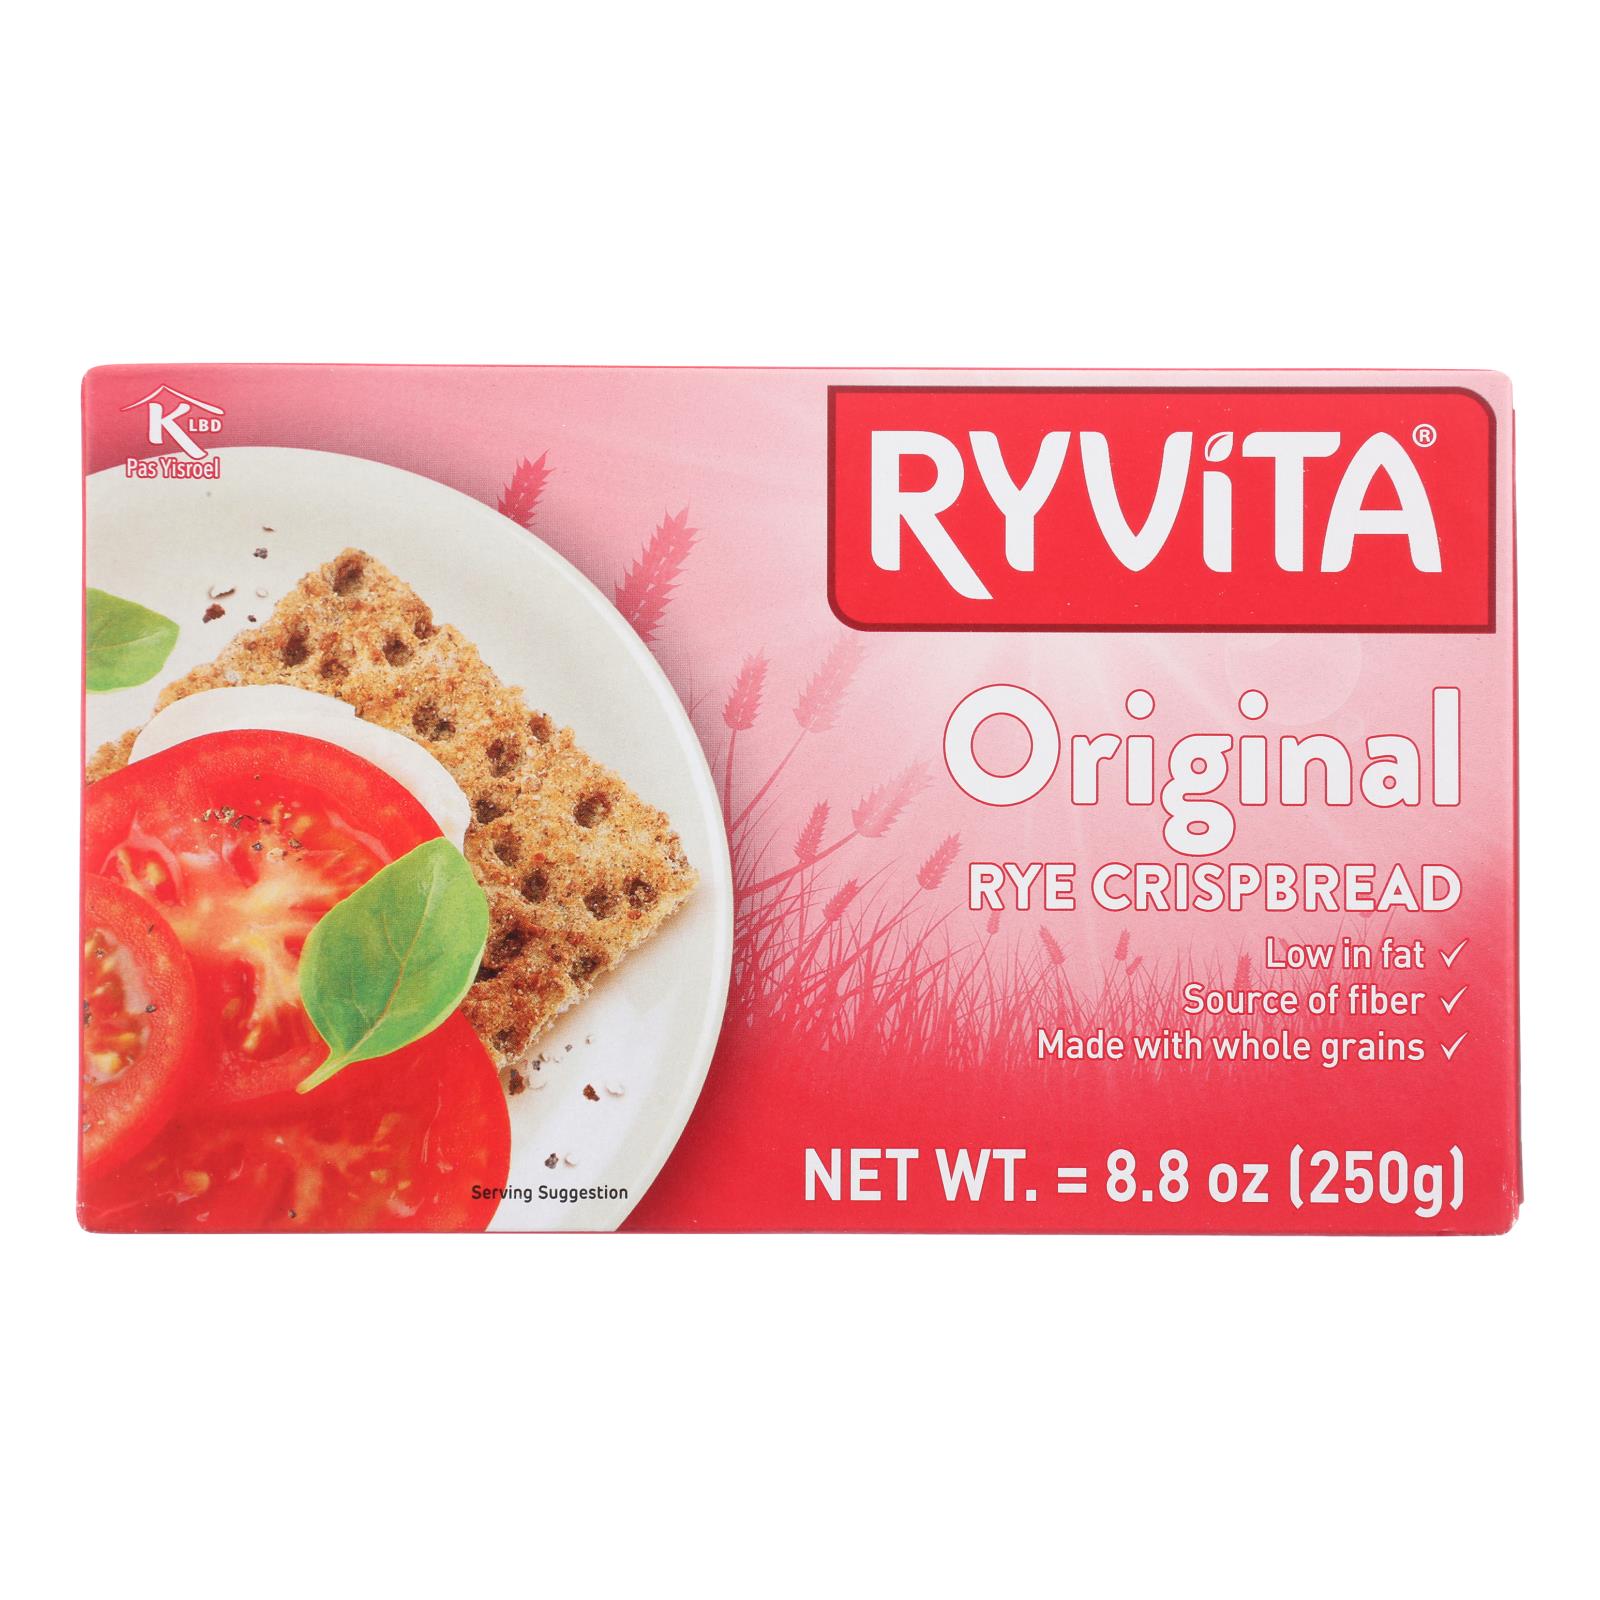 K LBD
Pas Yisroel
RYVITA®
Original
RYE CRISPBREAD
Low in fat ✓
Source of fiber ✓
Made with whole grains ✓
NET WT. = 8.8 oz (250g)
Serving Suggestion